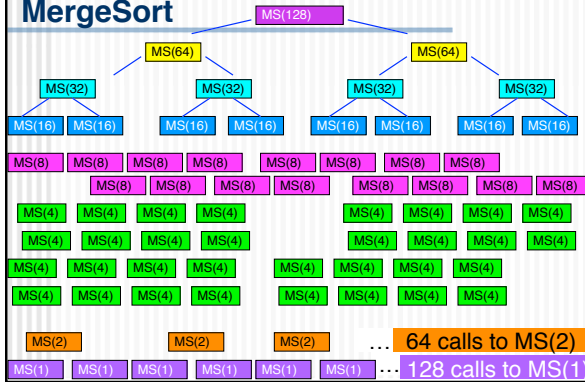 MergeSort
MS(128)
MS(64) MS(64)
MS(32) MS(32) MS(32) MS(32)
MS(16) MS(16) MS(16) MS(16) MS(16) MS(16) MS(16) MS(16)
MS(8) MS(8) MS(8) MS(8) MS(8) MS(8) MS(8) MS(8)
MS(8) MS(8) MS(8) MS(8) MS(8) MS(8) MS(8) MS(8)
MS(4) MS(4) MS(4) MS(4) MS(4) MS(4) MS(4) MS(4)
MS(4) MS(4) MS(4) MS(4) MS(4) MS(4) MS(4) MS(4)
MS(4) MS(4) MS(4) MS(4) MS(4) MS(4) MS(4) MS(4)
MS(4) MS(4) MS(4) MS(4) MS(4) MS(4) MS(4) MS(4)
MS(2) MS(2) MS(2) … 64 calls to MS(2)
MS(1) MS(1) MS(1) MS(1) MS(1) MS(1) … 128 calls to MS(1)